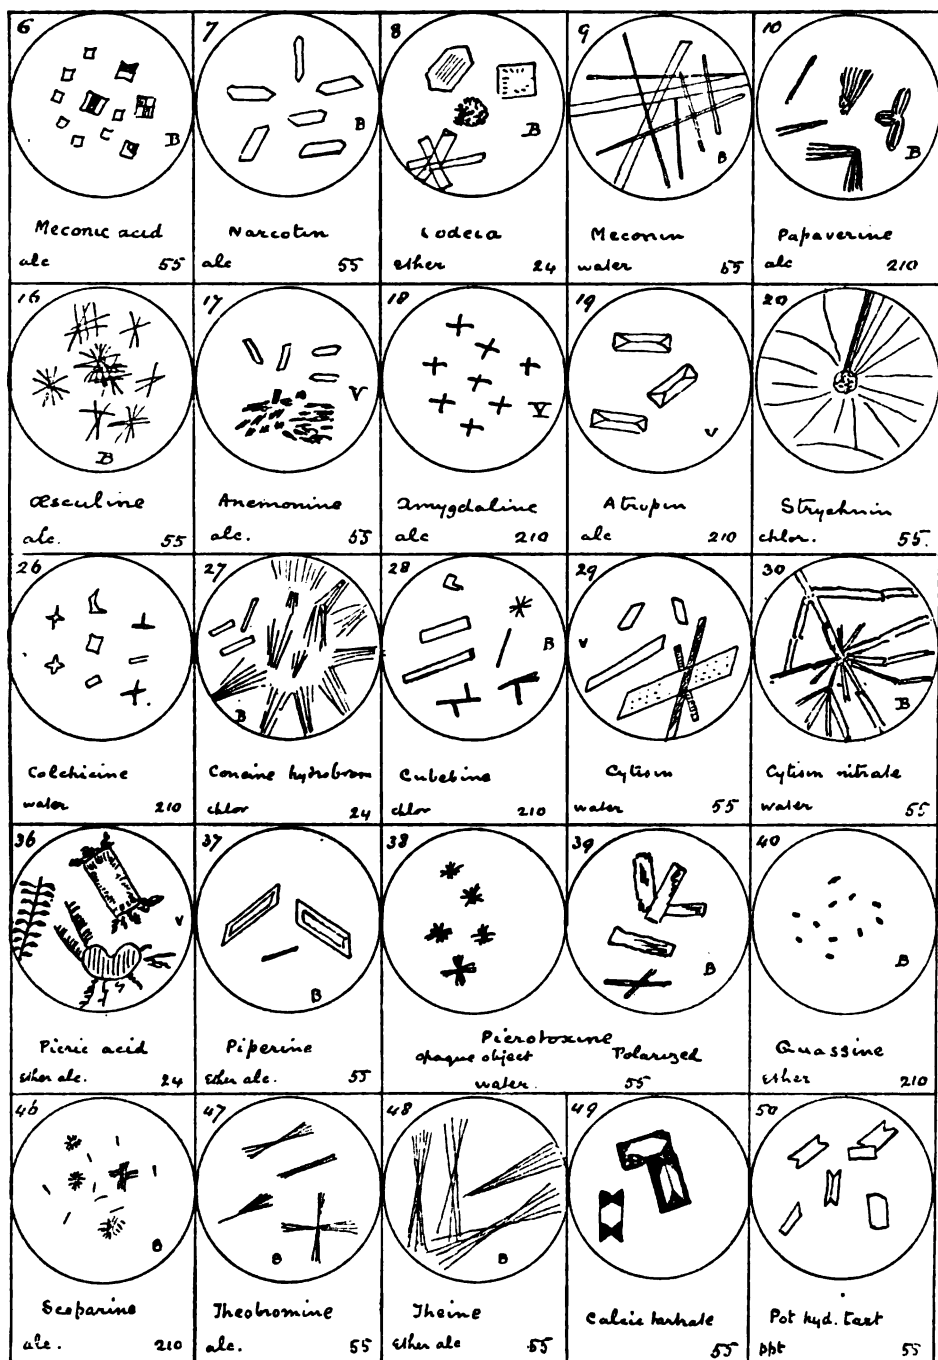 6 7 8 9 10
B B B B B
Meconic acid Narcotin Codeia Meconin Papaverine
alc 55 alc 55 Ether 24 water 55 alc 210
16 17 18 19 20
B V V V
Æsculine Anemonine Amygdaline Atropin Strychnin
alc. 55 alc. 55 alc 210 alc 210 chlor. 55.
26 27 28 29 30
B B V B
Colchicine Coneine hydrobrom Cubebine Cytisin Cytisin nitrate
water 210 chlor 24 chlor 210 water 55 water 55
36 37 38 39 40
V B B B
Picric acid Piperine Picrotoxine Quassine
Ether alc. 24 Ether alc. 55 opaque object Polarized Ether 210
water. 55
46 47 48 49 50
B B B
Scoparine Theobromine Theine Calcic tartrate Pot hyd. tart
alc. 210 alc. 55 Ether alc 55 55 ppt 55